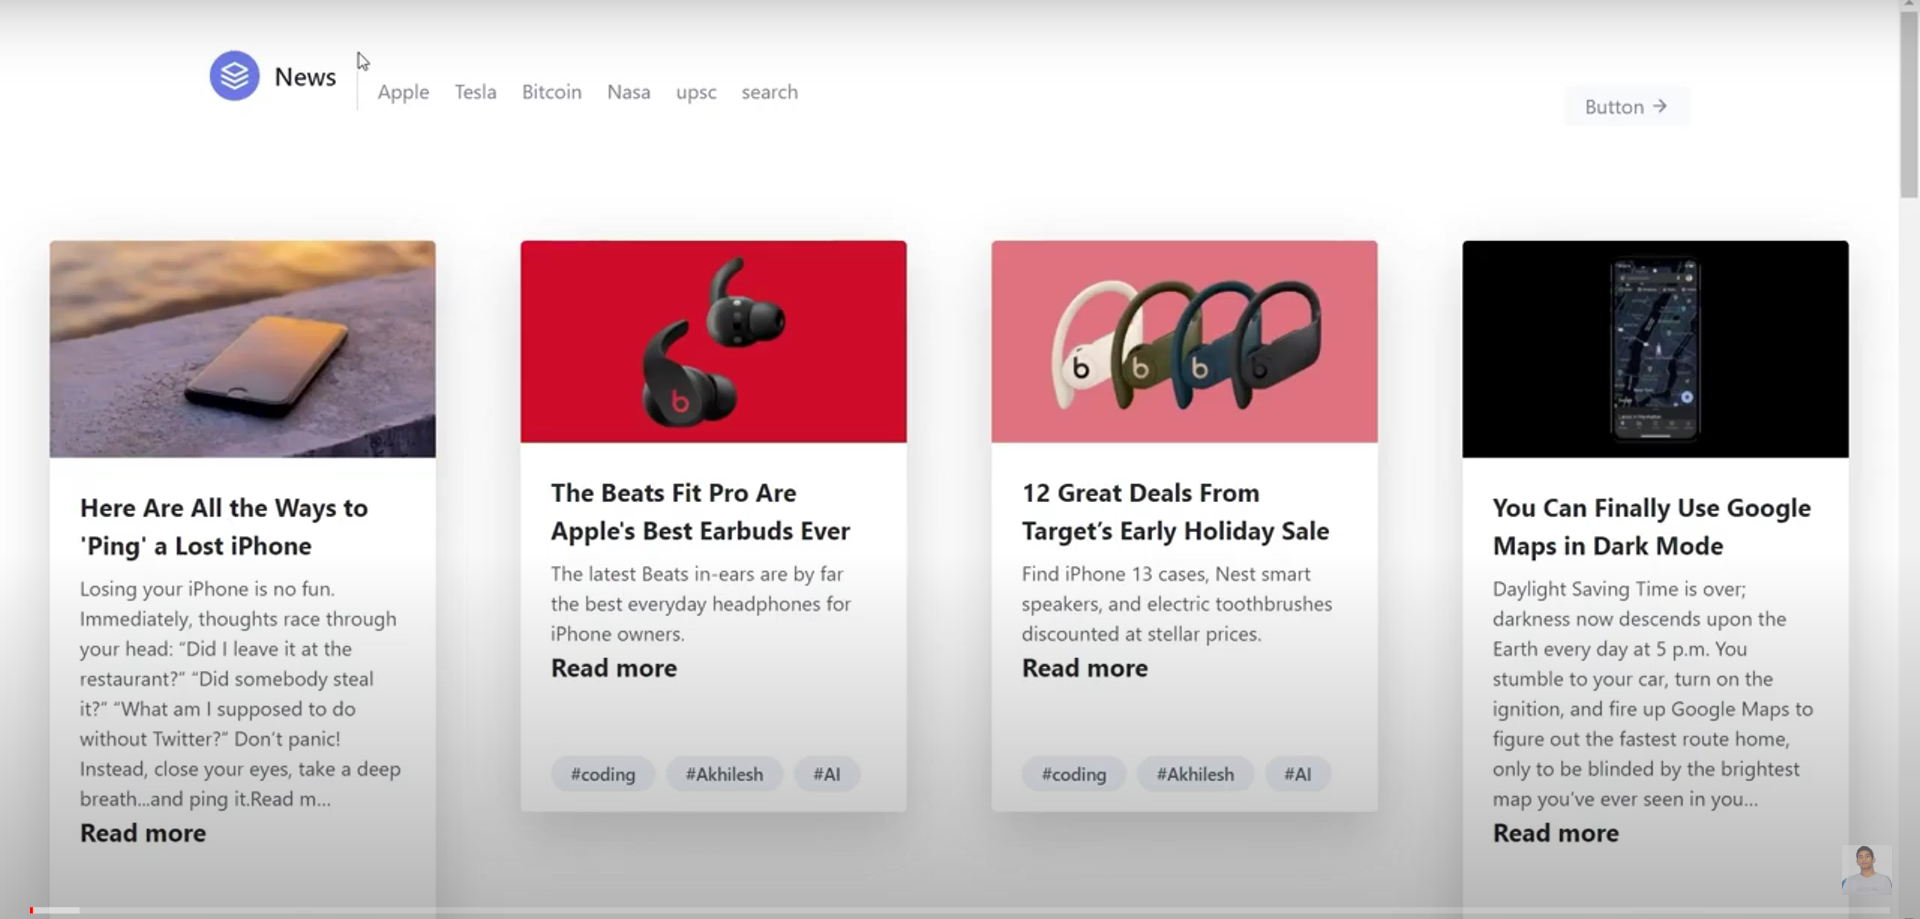 News
Apple Tesla Bitcoin Nasa upsc search
Button →
Here Are All the Ways to
'Ping' a Lost iPhone
Losing your iPhone is no fun.
Immediately, thoughts race through
your head: “Did I leave it at the
restaurant?” “Did somebody steal
it?” “What am I supposed to do
without Twitter?” Don’t panic!
Instead, close your eyes, take a deep
breath...and ping it.Read m...
Read more
The Beats Fit Pro Are
Apple's Best Earbuds Ever
The latest Beats in-ears are by far
the best everyday headphones for
iPhone owners.
Read more
#coding #Akhilesh #AI
12 Great Deals From
Target’s Early Holiday Sale
Find iPhone 13 cases, Nest smart
speakers, and electric toothbrushes
discounted at stellar prices.
Read more
#coding #Akhilesh #AI
You Can Finally Use Google
Maps in Dark Mode
Daylight Saving Time is over;
darkness now descends upon the
Earth every day at 5 p.m. You
stumble to your car, turn on the
ignition, and fire up Google Maps to
figure out the fastest route home,
only to be blinded by the brightest
map you’ve ever seen in you...
Read more